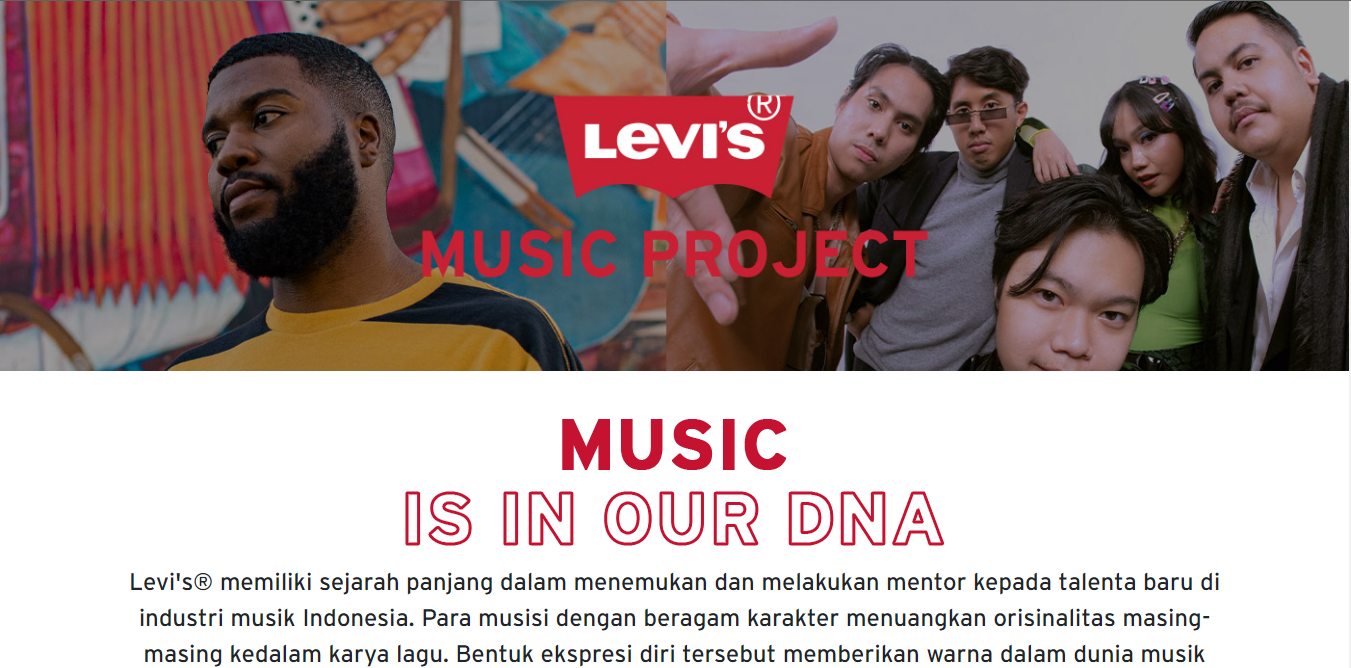 Levi's®
MUSIC PROJECT
MUSIC
IS IN OUR DNA
Levi's® memiliki sejarah panjang dalam menemukan dan melakukan mentor kepada talenta baru di
industri musik Indonesia. Para musisi dengan beragam karakter menuangkan orisinalitas masing-
masing kedalam karya lagu. Bentuk ekspresi diri tersebut memberikan warna dalam dunia musik